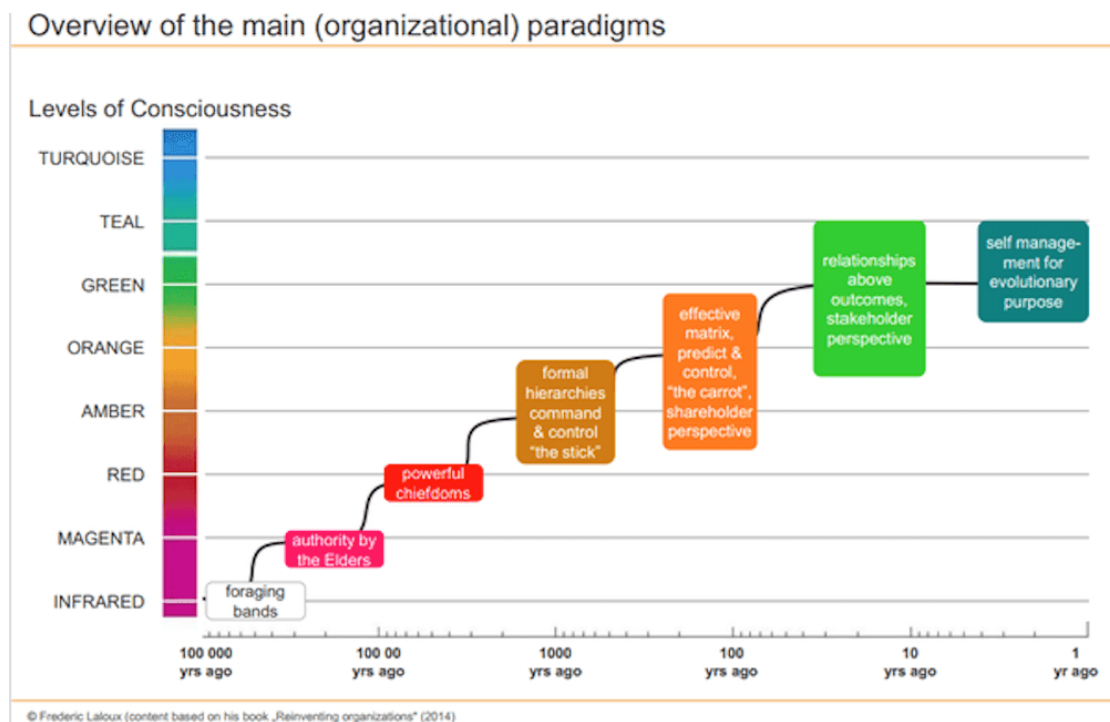 Overview of the main (organizational) paradigms
Levels of Consciousness
TURQUOISE
TEAL
GREEN
ORANGE
AMBER
RED
MAGENTA
INFRARED
foraging
bands
authority by
the Elders
powerful
chiefdoms
formal
hierarchies
command
& control
"the stick"
effective
matrix,
predict &
control,
"the carrot",
shareholder
perspective
relationships
above
outcomes,
stakeholder
perspective
self manage-
ment for
evolutionary
purpose
100 000
yrs ago
100 00
yrs ago
1000
yrs ago
100
yrs ago
10
yrs ago
1
yr ago
© Frederic Laloux (content based on his book „Reinventing organizations" (2014)